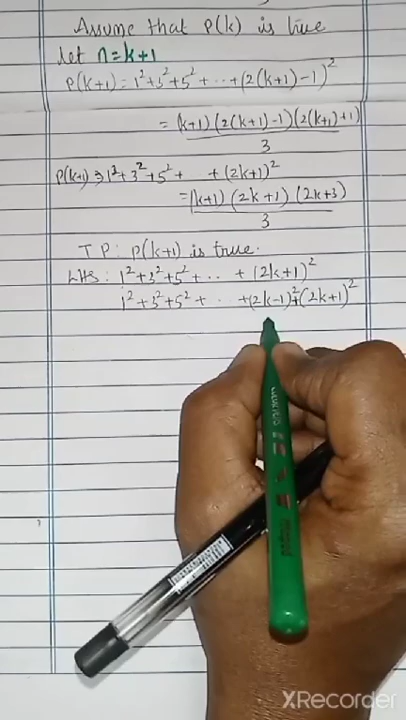 Assume that P(k) is true
let n=k+1
P(k+1) = 1²+3²+5²+ ... +(2(k+1)-1)²
= (k+1)(2(k+1)-1)(2(k+1)+1)
3
P(k+1) ⇒ 1²+3²+5²+ +(2k+1)²
= (k+1)(2k+1)(2k+3)
3
TP: P(k+1) is true.
LHS: 1²+3²+5²+ ... +(2k+1)²
1²+3²+5²+ ... +(2k-1)²+(2k+1)²
XRecorder